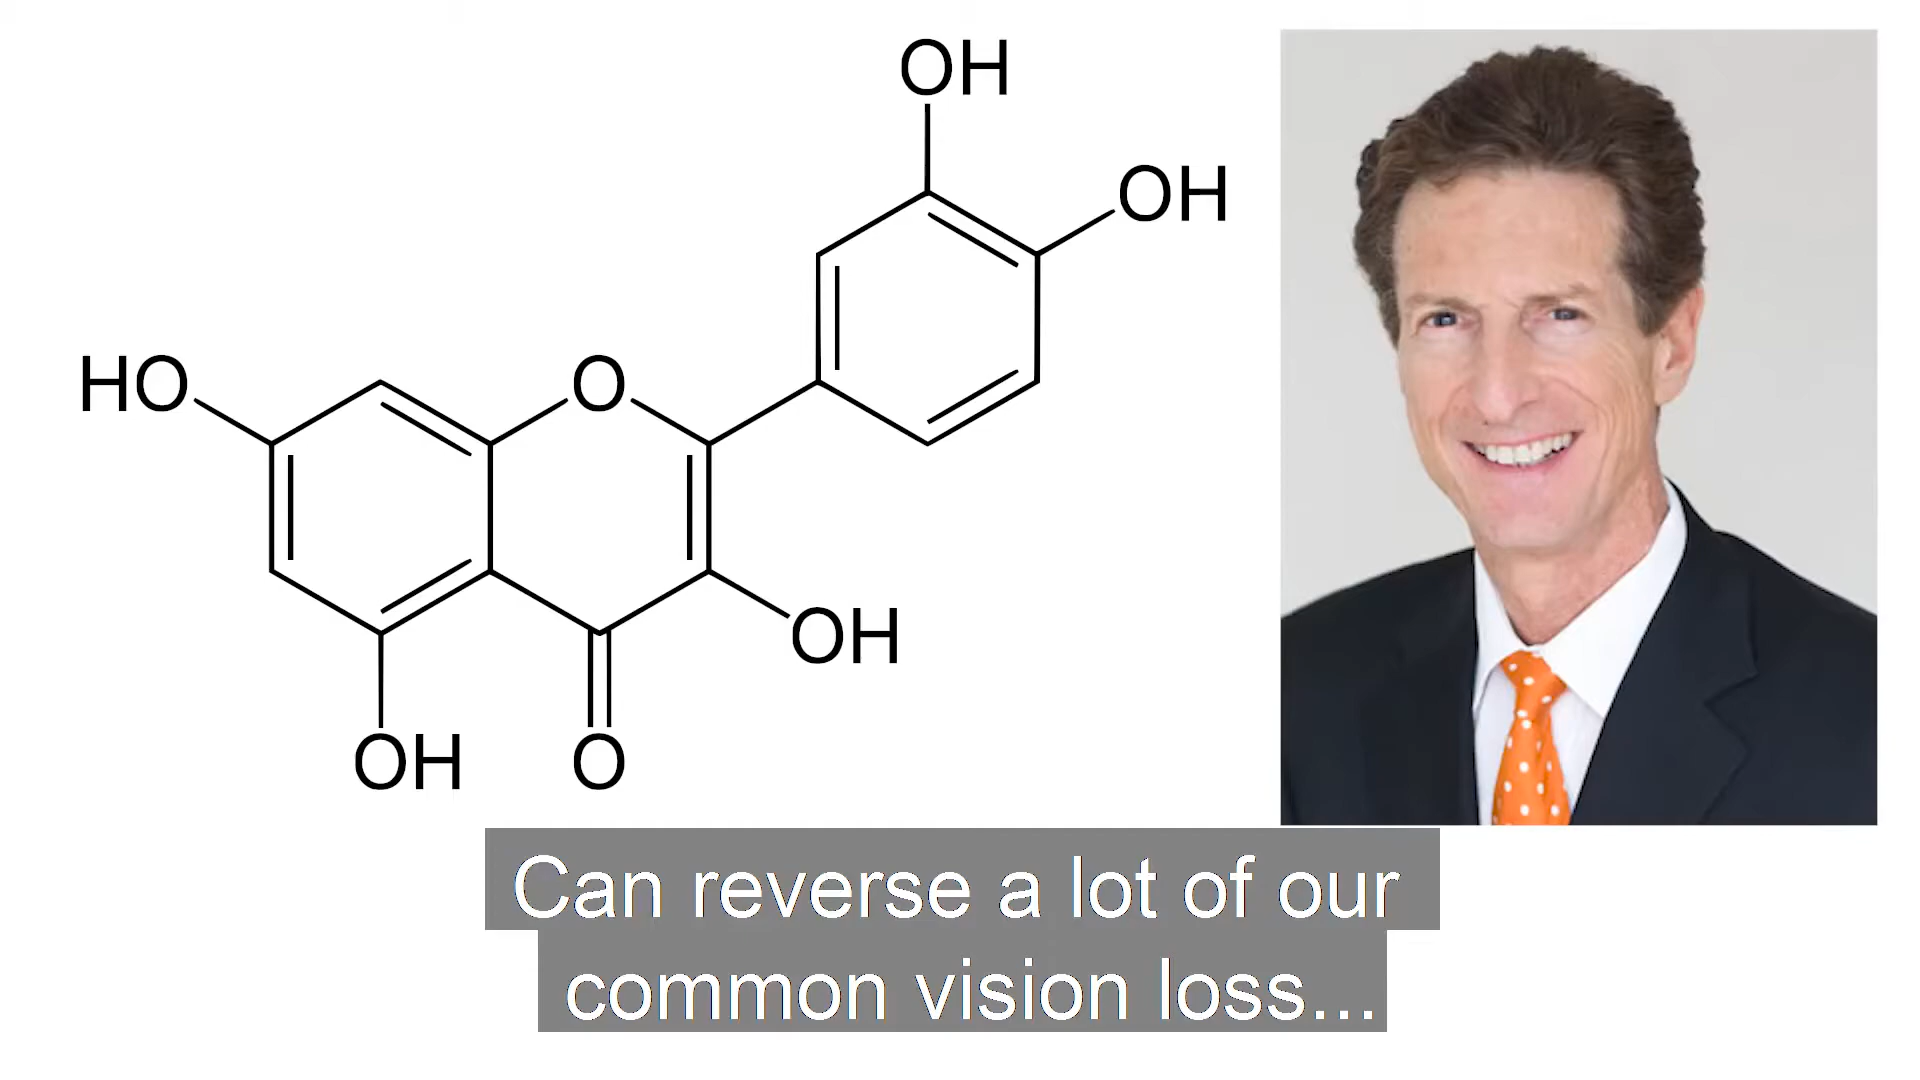 OH
OH
HO
O
OH
OH
O
Can reverse a lot of our
common vision loss...